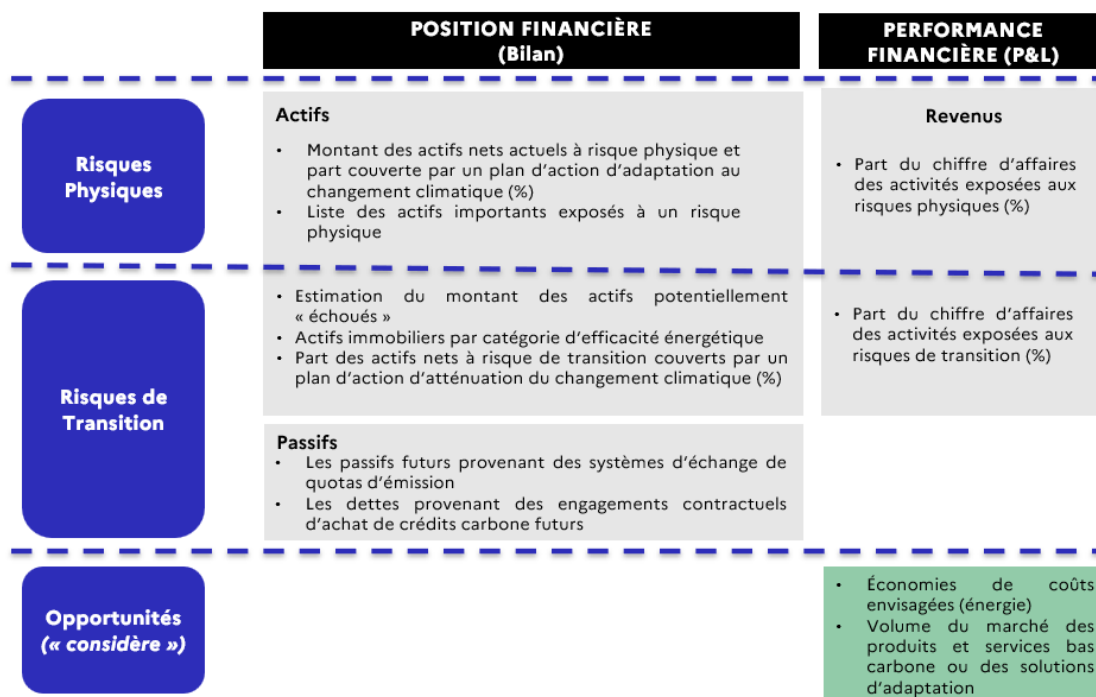 POSITION FINANCIÈRE
(Bilan)
PERFORMANCE
FINANCIÈRE (P&L)
Risques
Physiques
Actifs
• Montant des actifs nets actuels à risque physique et
part couverte par un plan d'action d'adaptation au
changement climatique (%)
• Liste des actifs importants exposés à un risque
physique
Revenus
• Part du chiffre d'affaires
des activités exposées aux
risques physiques (%)
Risques de
Transition
• Estimation du montant des actifs potentiellement
« échoués »
• Actifs immobiliers par catégorie d'efficacité énergétique
• Part des actifs nets à risque de transition couverts par un
plan d'action d'atténuation du changement climatique (%)
• Part du chiffre d'affaires
des activités exposées aux
risques de transition (%)
Passifs
• Les passifs futurs provenant des systèmes d'échange de
quotas d'émission
• Les dettes provenant des engagements contractuels
d'achat de crédits carbone futurs
Opportunités
(« considère »)
• Économies de coûts
envisagées (énergie)
• Volume du marché des
produits et services bas
carbone ou des solutions
d'adaptation